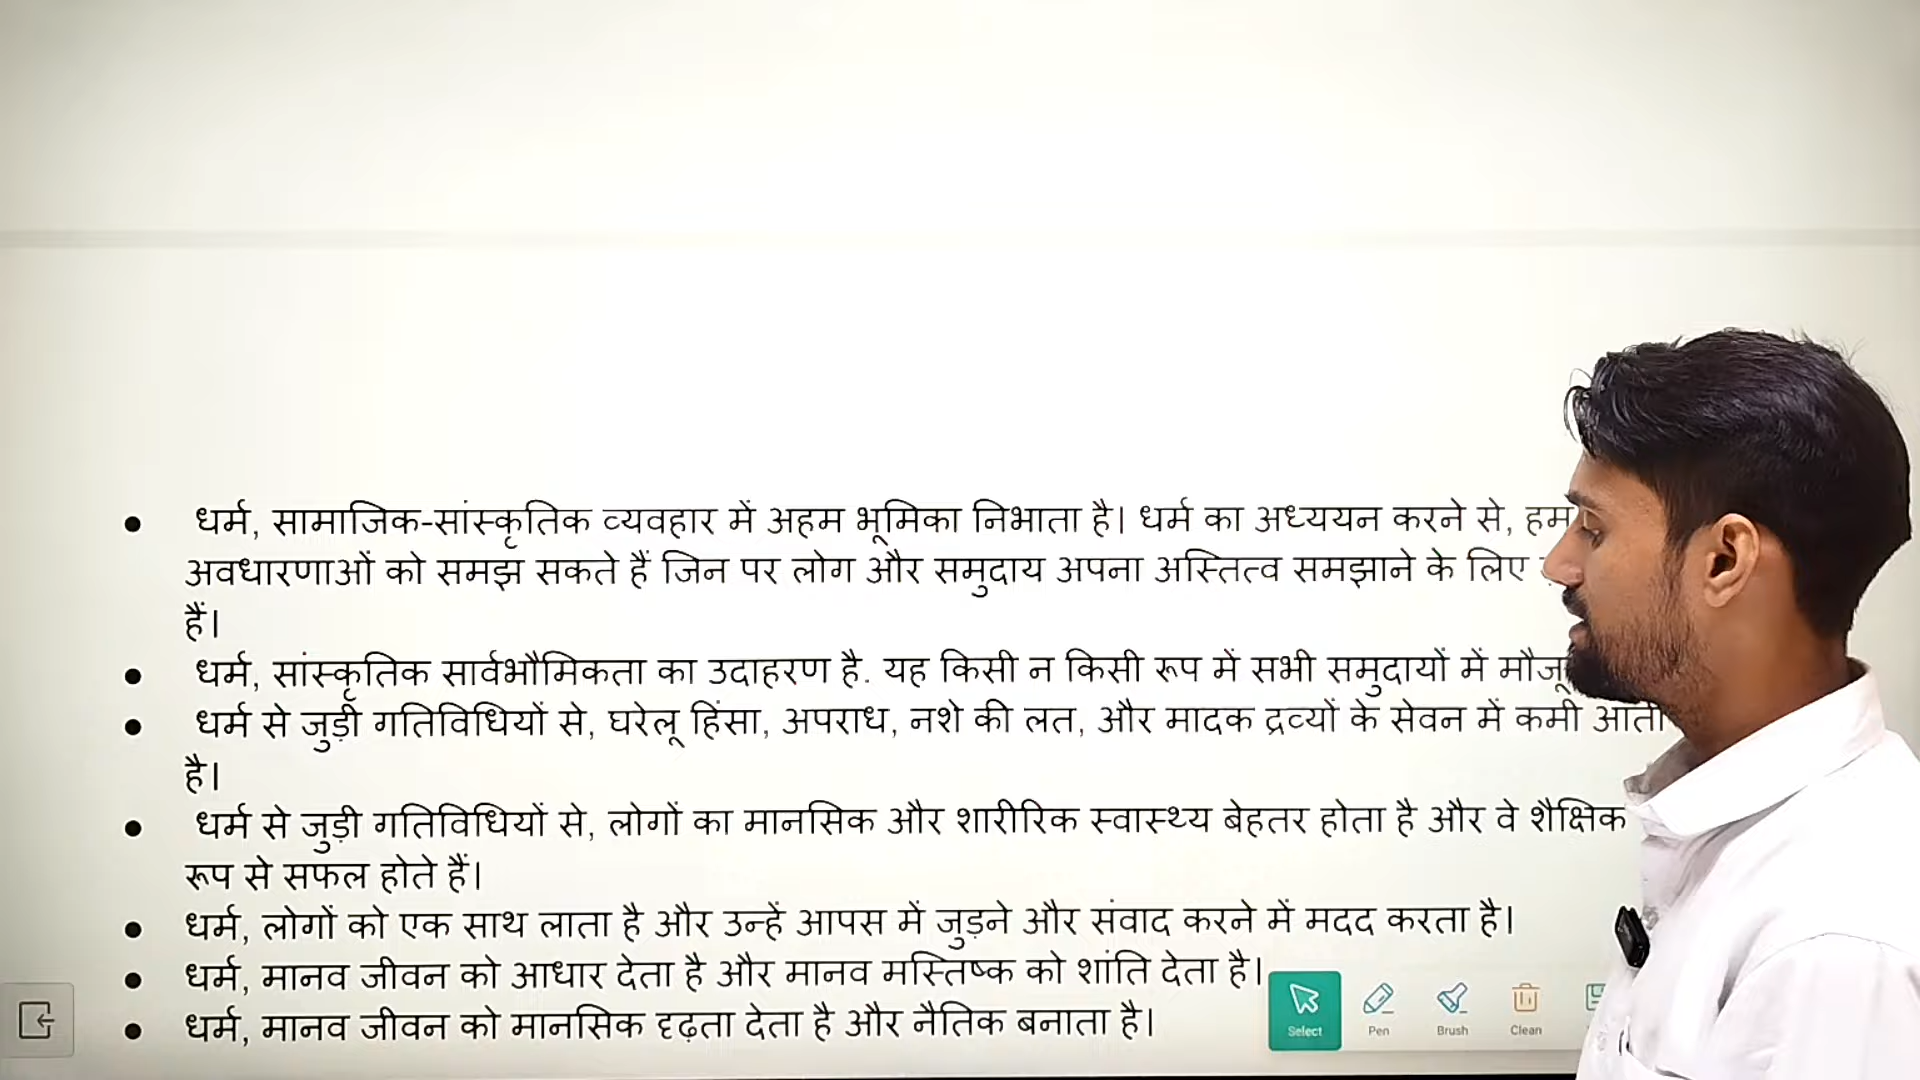 ● धर्म, सामाजिक-सांस्कृतिक व्यवहार में अहम भूमिका निभाता है। धर्म का अध्ययन करने से, हम
अवधारणाओं को समझ सकते हैं जिन पर लोग और समुदाय अपना अस्तित्व समझाने के लिए
हैं।
● धर्म, सांस्कृतिक सार्वभौमिकता का उदाहरण है. यह किसी न किसी रूप में सभी समुदायों में
● धर्म से जुड़ी गतिविधियों से, घरेलू हिंसा, अपराध, नशे की लत, और मादक द्रव्यों के सेवन में कमी आती
है।
● धर्म से जुड़ी गतिविधियों से, लोगों का मानसिक और शारीरिक स्वास्थ्य बेहतर होता है और वे शैक्षिक
रूप से सफल होते हैं।
● धर्म, लोगों को एक साथ लाता है और उन्हें आपस में जुड़ने और संवाद करने में मदद करता है।
● धर्म, मानव जीवन को आधार देता है और मानव मस्तिष्क को शांति देता है।
● धर्म, मानव जीवन को मानसिक दृढ़ता देता है और नैतिक बनाता है।
Select Pen Brush Clean